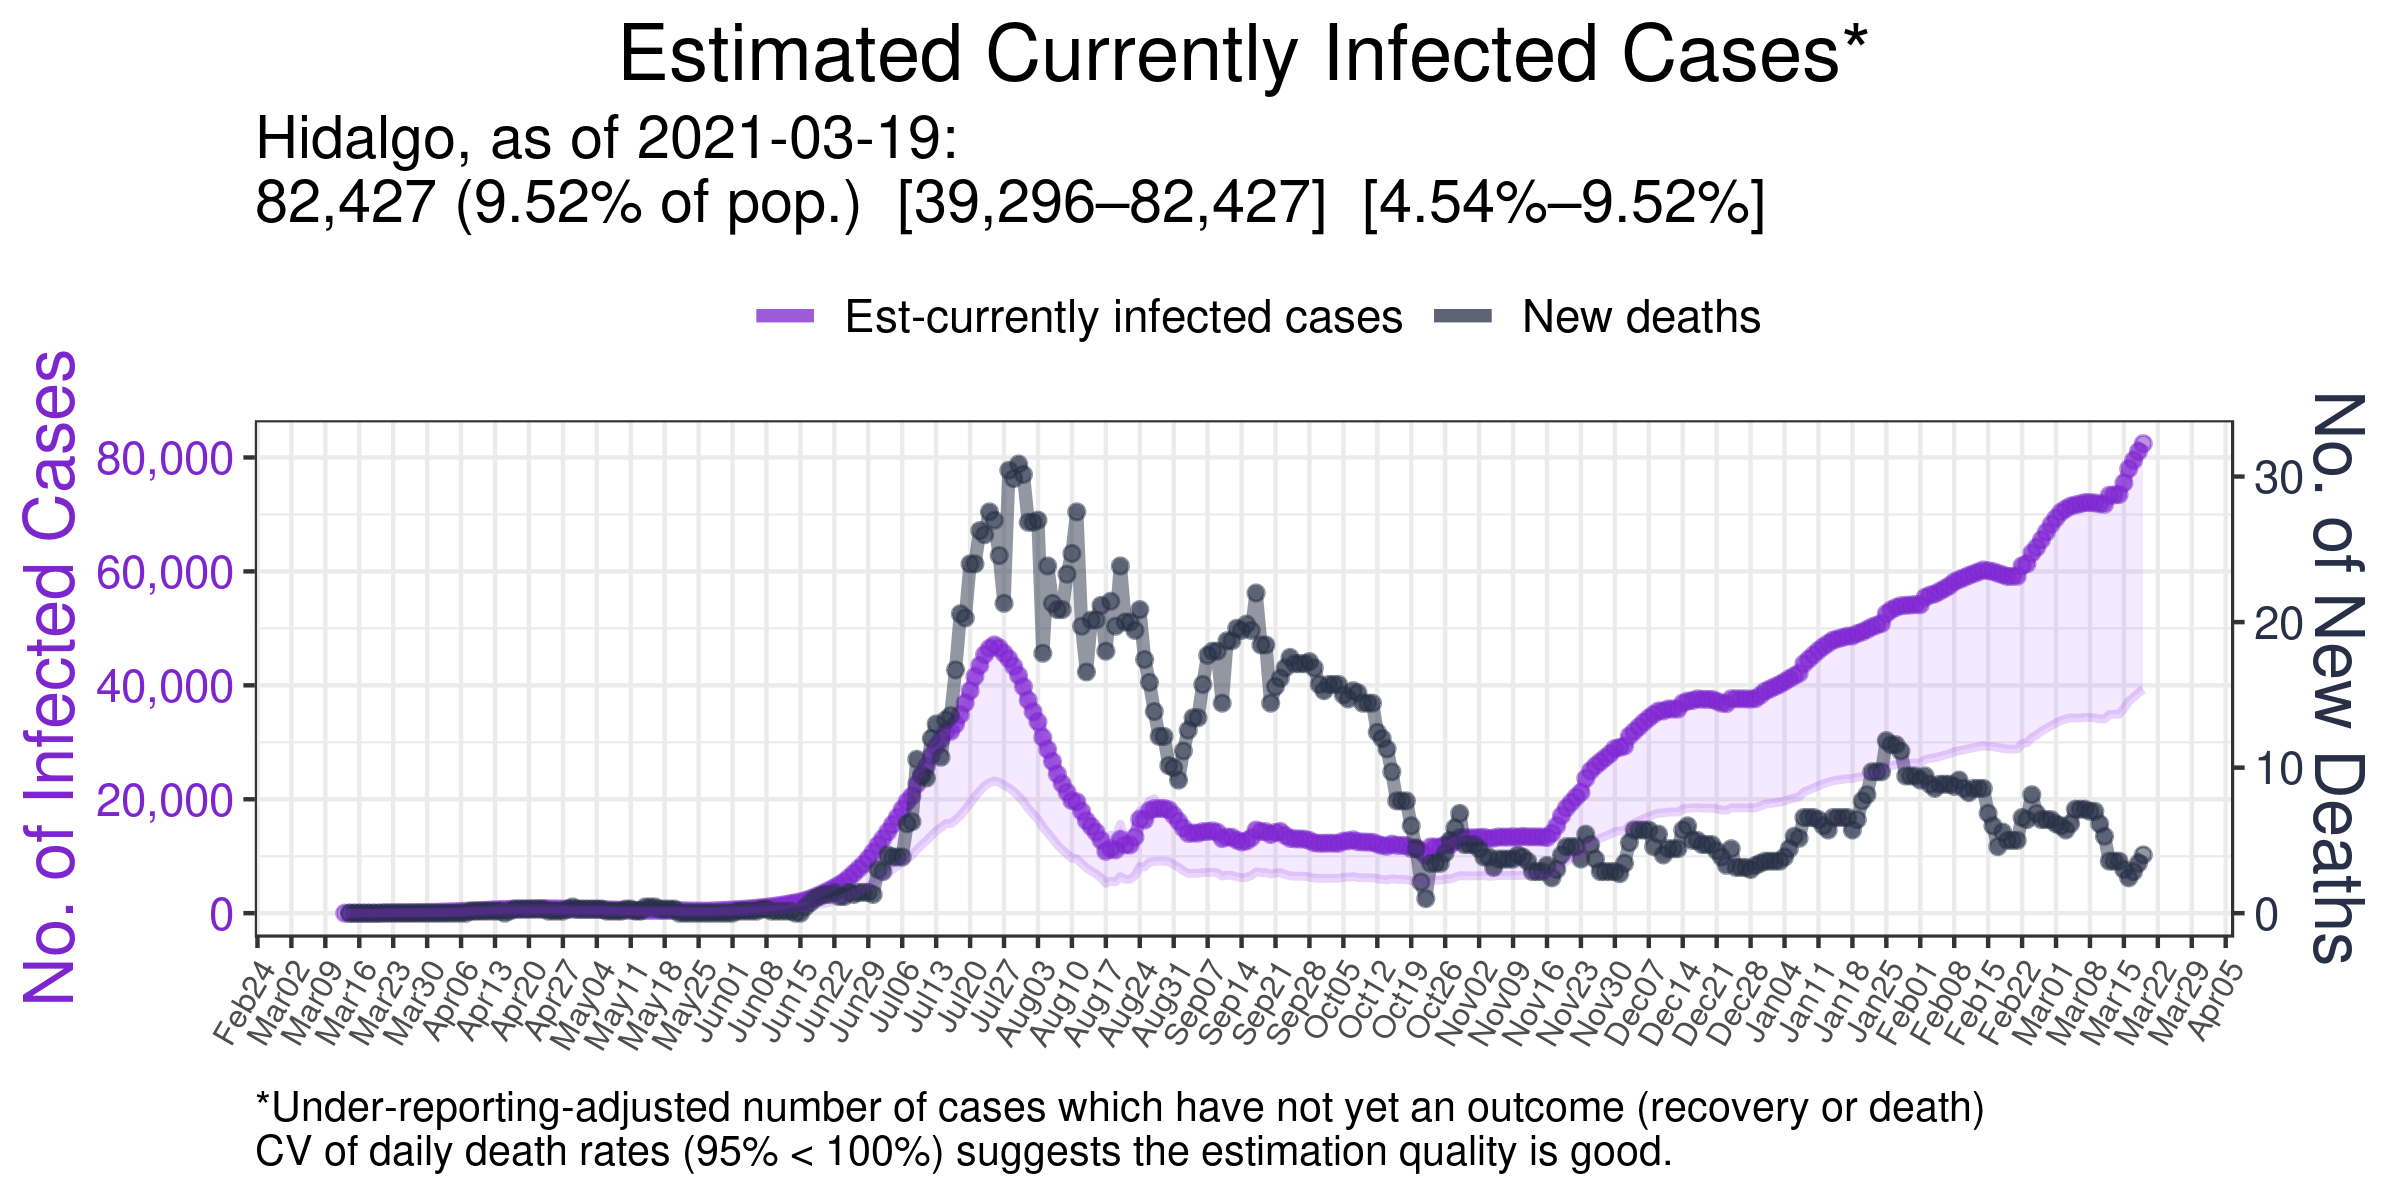 Estimated Currently Infected Cases*
Hidalgo, as of 2021-03-19:
82,427 (9.52% of pop.)  [39,296–82,427]  [4.54%–9.52%]
Est-currently infected cases
New deaths
No. of Infected Cases
80,000
60,000
40,000
20,000
0
No. of New Deaths
30
20
10
0
Feb24
Mar02
Mar09
Mar16
Mar23
Mar30
Apr06
Apr13
Apr20
Apr27
May04
May11
May18
May25
Jun01
Jun08
Jun15
Jun22
Jun29
Jul06
Jul13
Jul20
Jul27
Aug03
Aug10
Aug17
Aug24
Aug31
Sep07
Sep14
Sep21
Sep28
Oct05
Oct12
Oct19
Oct26
Nov02
Nov09
Nov16
Nov23
Nov30
Dec07
Dec14
Dec21
Dec28
Jan04
Jan11
Jan18
Jan25
Feb01
Feb08
Feb15
Feb22
Mar01
Mar08
Mar15
Mar22
Mar29
Apr05
*Under-reporting-adjusted number of cases which have not yet an outcome (recovery or death)
CV of daily death rates (95% < 100%) suggests the estimation quality is good.